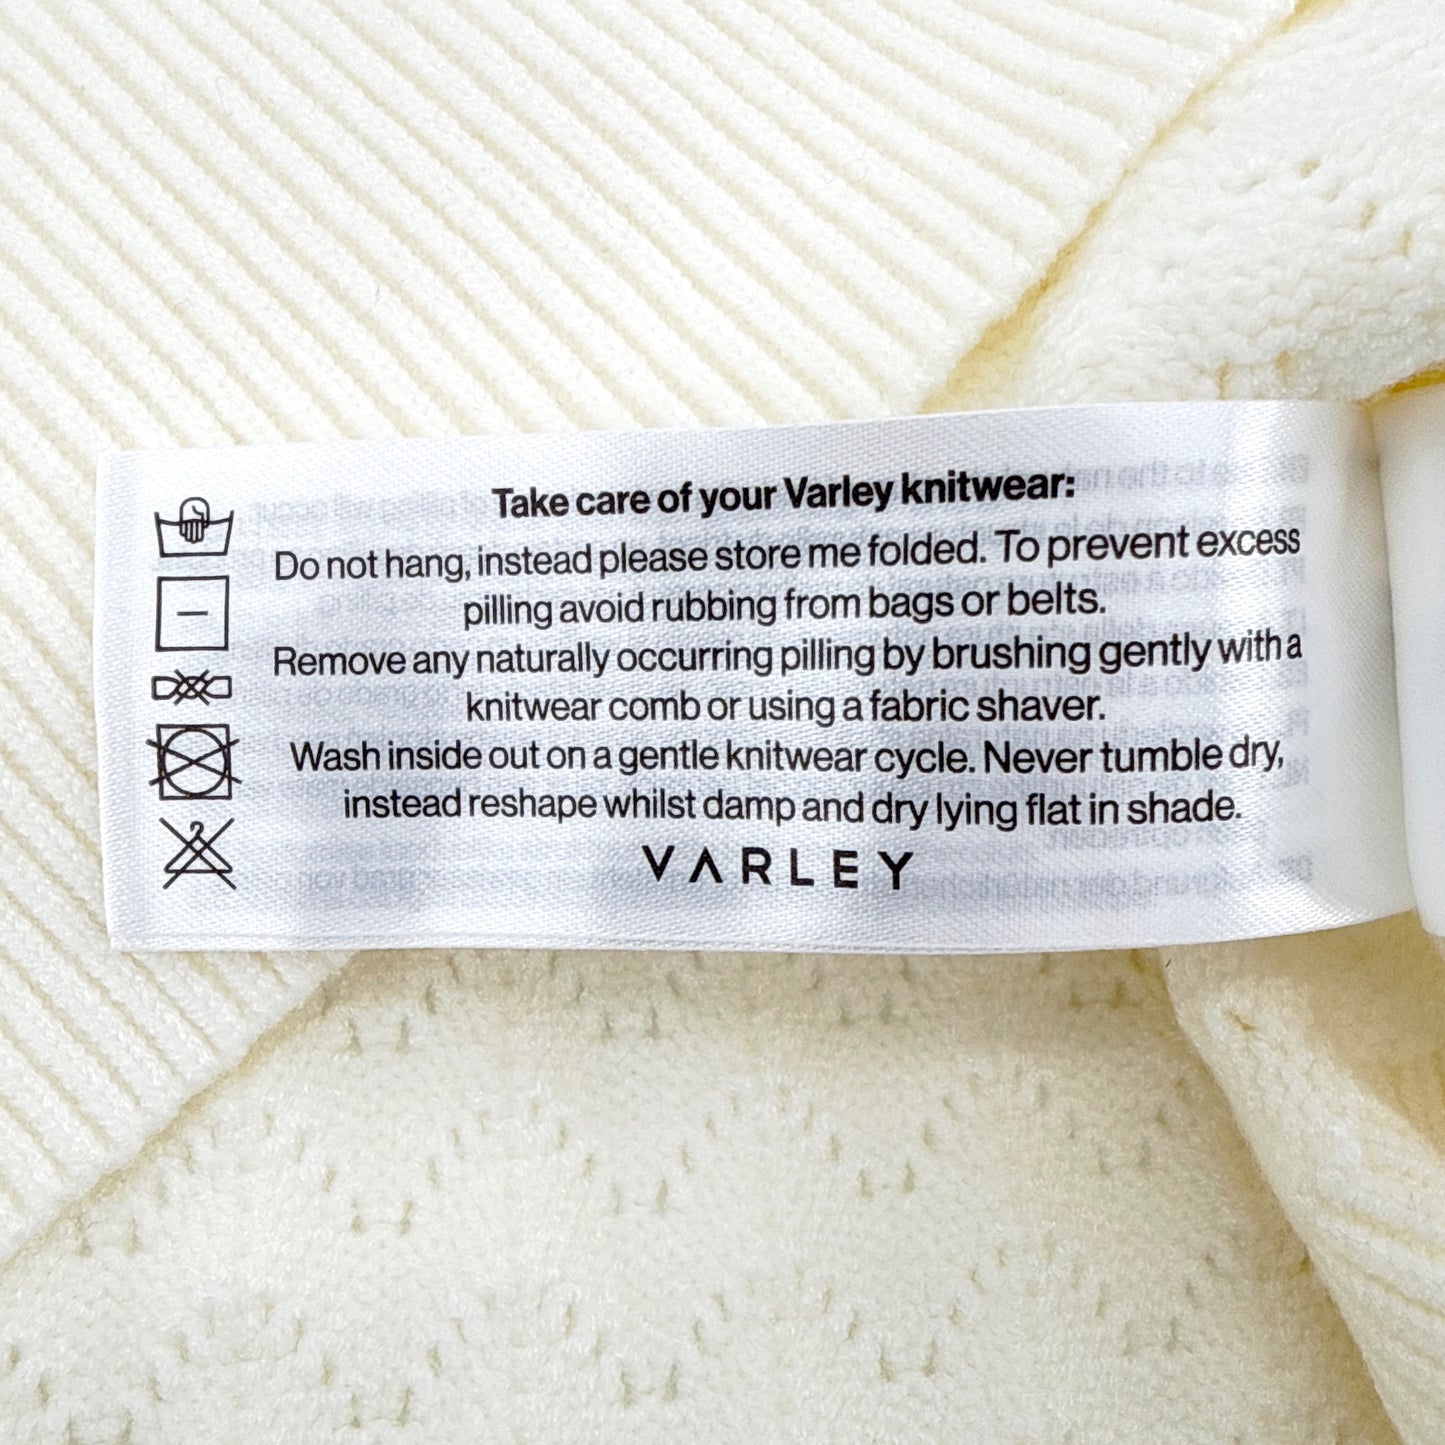 Take care of your Varley knitwear:
Do not hang, instead please store me folded. To prevent excess
pilling avoid rubbing from bags or belts.
Remove any naturally occurring pilling by brushing gently with a
knitwear comb or using a fabric shaver.
Wash inside out on a gentle knitwear cycle. Never tumble dry,
instead reshape whilst damp and dry lying flat in shade.
VARLEY